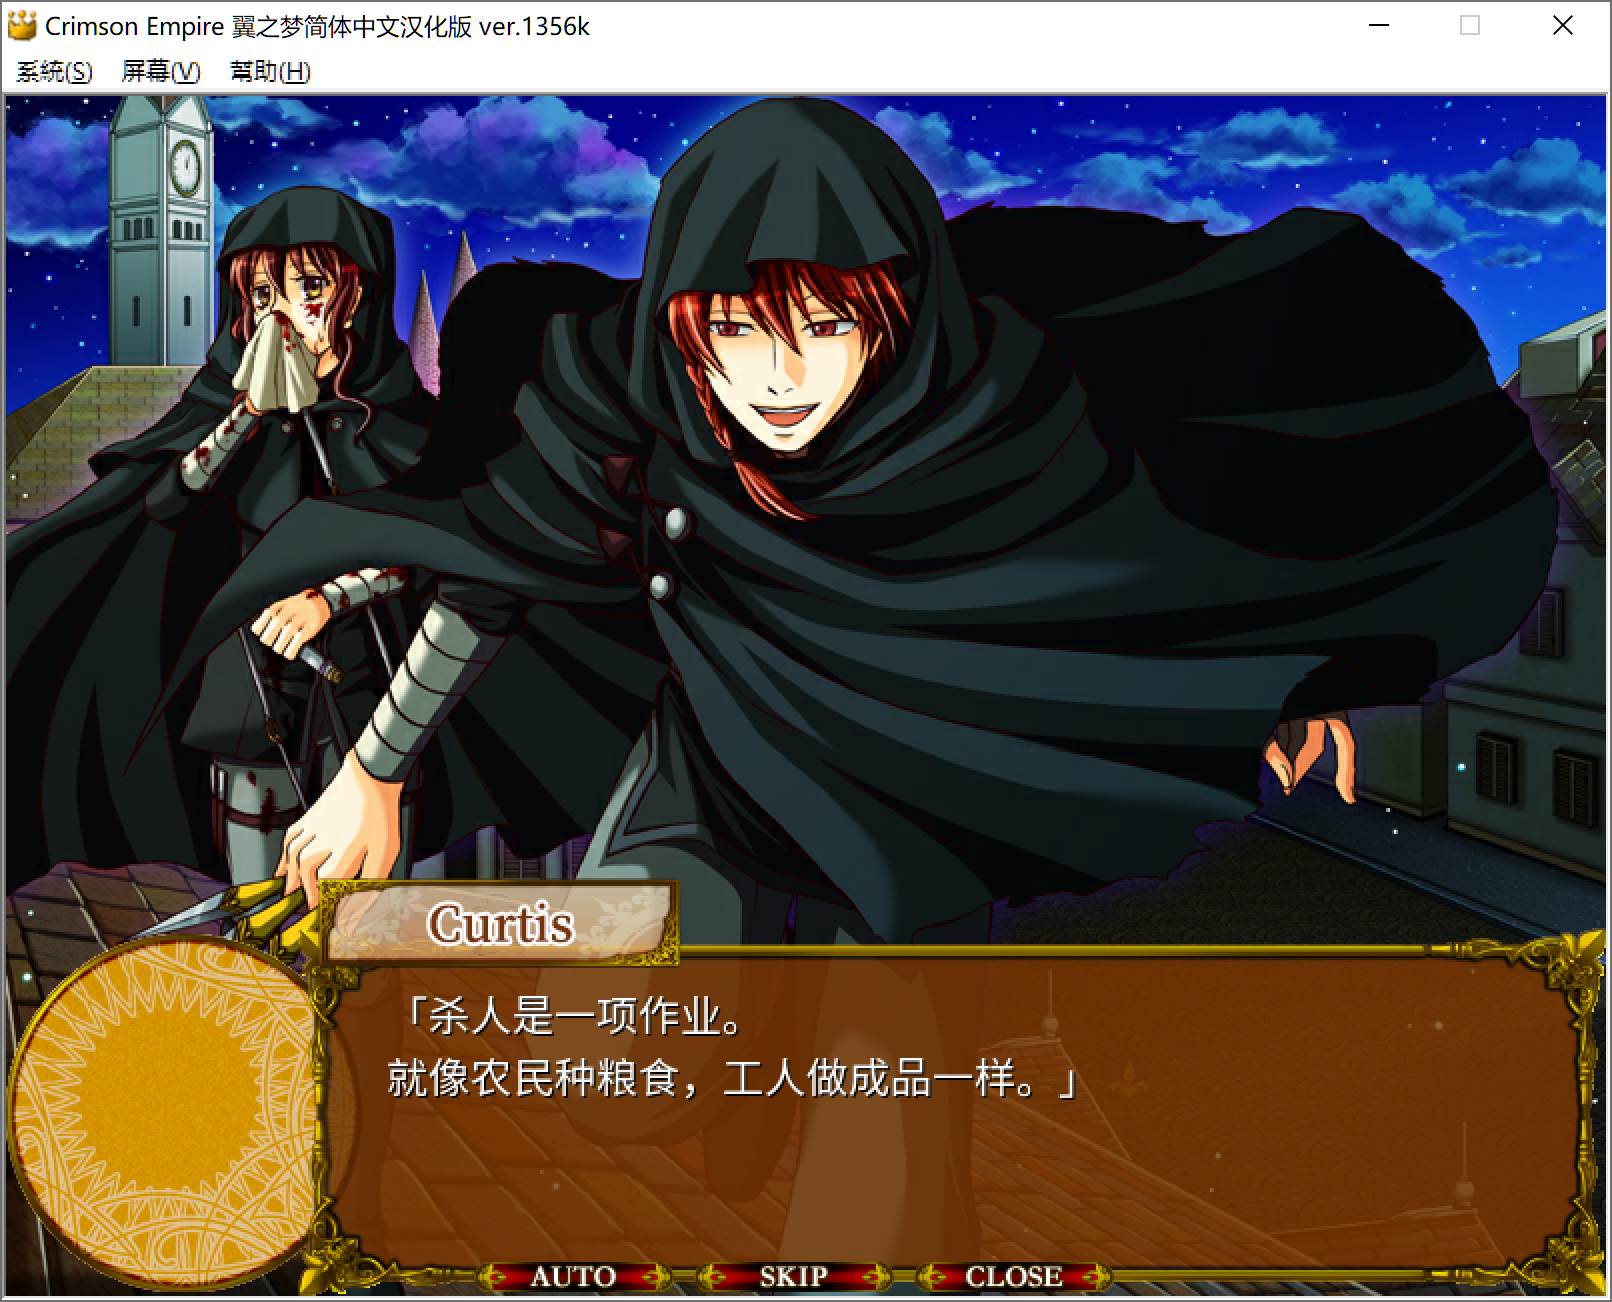 Crimson Empire 翼之梦简体中文汉化版 ver.1356k
系統(S) 屏幕(V) 幫助(H)
Curtis
「杀人是一项作业。
就像农民种粮食，工人做成品一样。」
AUTO SKIP CLOSE